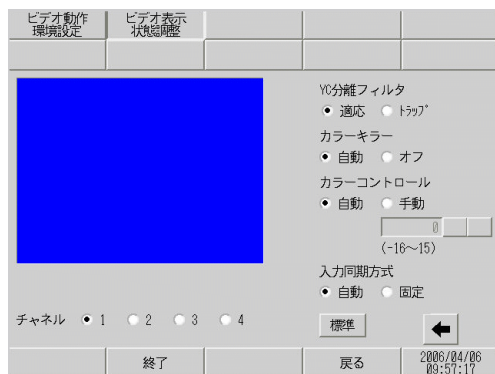 ビデオ動作
環境設定
ビデオ表示
状態調整
YC分離フィルタ
適応 トラップ
カラーキラー
自動 オフ
カラーコントロール
自動 手動
0
(-16～15)
入力同期方式
自動 固定
チャネル 1 2 3 4
標準
終了
戻る
2006/04/06
09:57:17